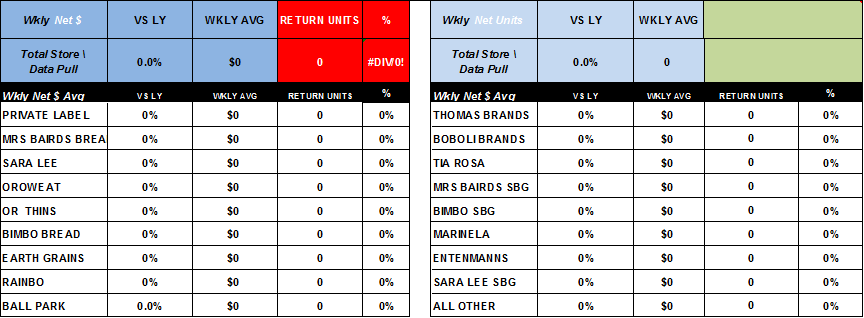 Wkly Net $ VS LY WKLY AVG RETURN UNITS %
Total Store \
Data Pull 0.0% $0 0 #DIV/0!
Wkly Net $ Avg VS LY WKLY AVG RETURN UNITS %
PRIVATE LABEL 0% $0 0 0%
MRS BAIRDS BREA 0% $0 0 0%
SARA LEE 0% $0 0 0%
OROWEAT 0% $0 0 0%
OR THINS 0% $0 0 0%
BIMBO BREAD 0% $0 0 0%
EARTH GRAINS 0% $0 0 0%
RAINBO 0% $0 0 0%
BALL PARK 0.0% $0 0 0%
Wkly Net Units VS LY WKLY AVG
Total Store \
Data Pull 0.0% 0
Wkly Net $ Avg VS LY WKLY AVG RETURN UNITS %
THOMAS BRANDS 0% $0 0 0%
BOBOLI BRANDS 0% $0 0 0%
TIA ROSA 0% $0 0 0%
MRS BAIRDS SBG 0% $0 0 0%
BIMBO SBG 0% $0 0 0%
MARINELA 0% $0 0 0%
ENTENMANNS 0% $0 0 0%
SARA LEE SBG 0% $0 0 0%
ALL OTHER 0% $0 0 0%